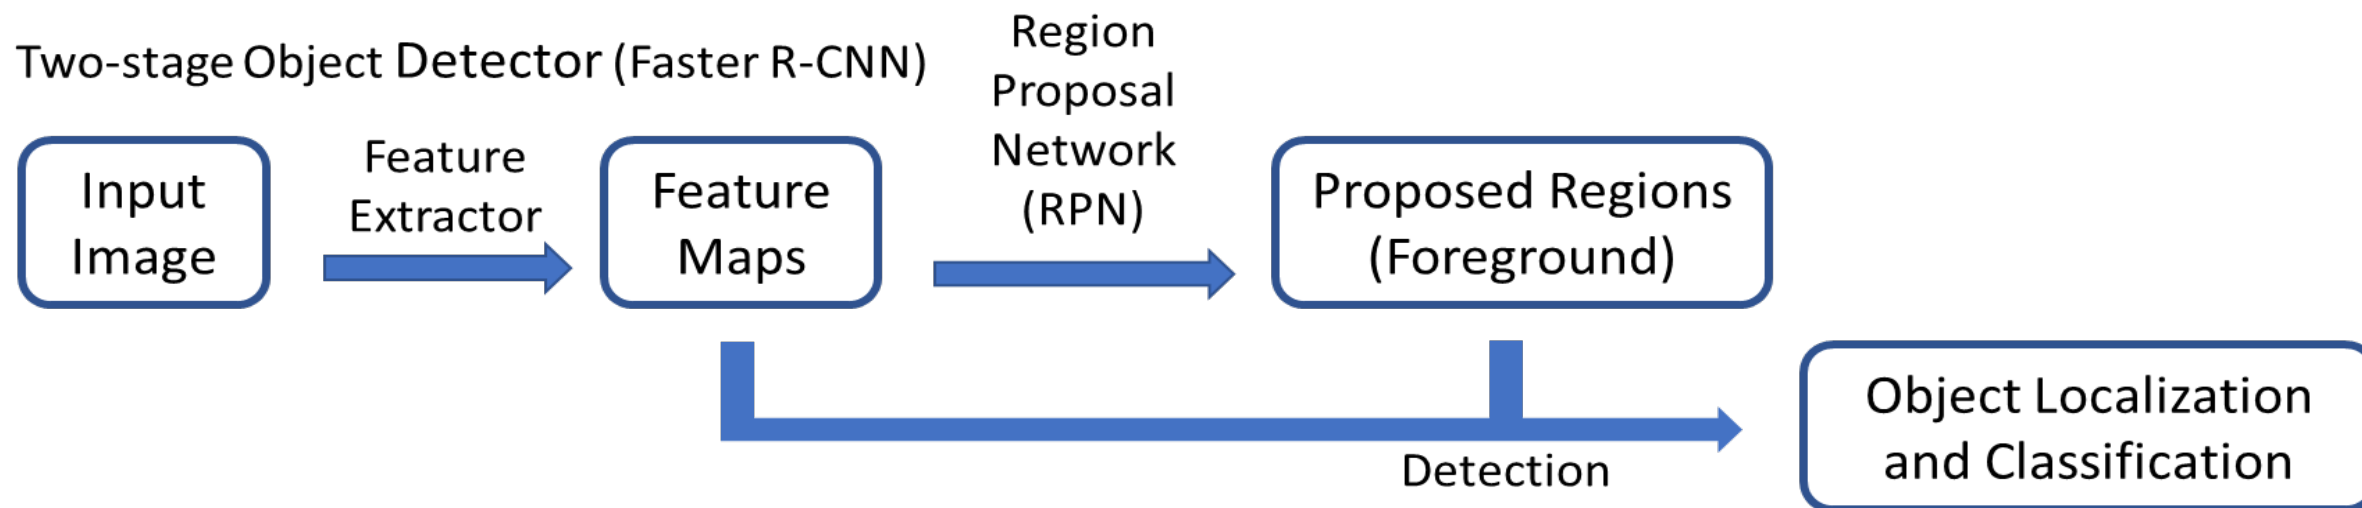 Two-stage Object Detector (Faster R-CNN)
Input
Image
Feature
Extractor
Feature
Maps
Region
Proposal
Network
(RPN)
Proposed Regions
(Foreground)
Detection
Object Localization
and Classification